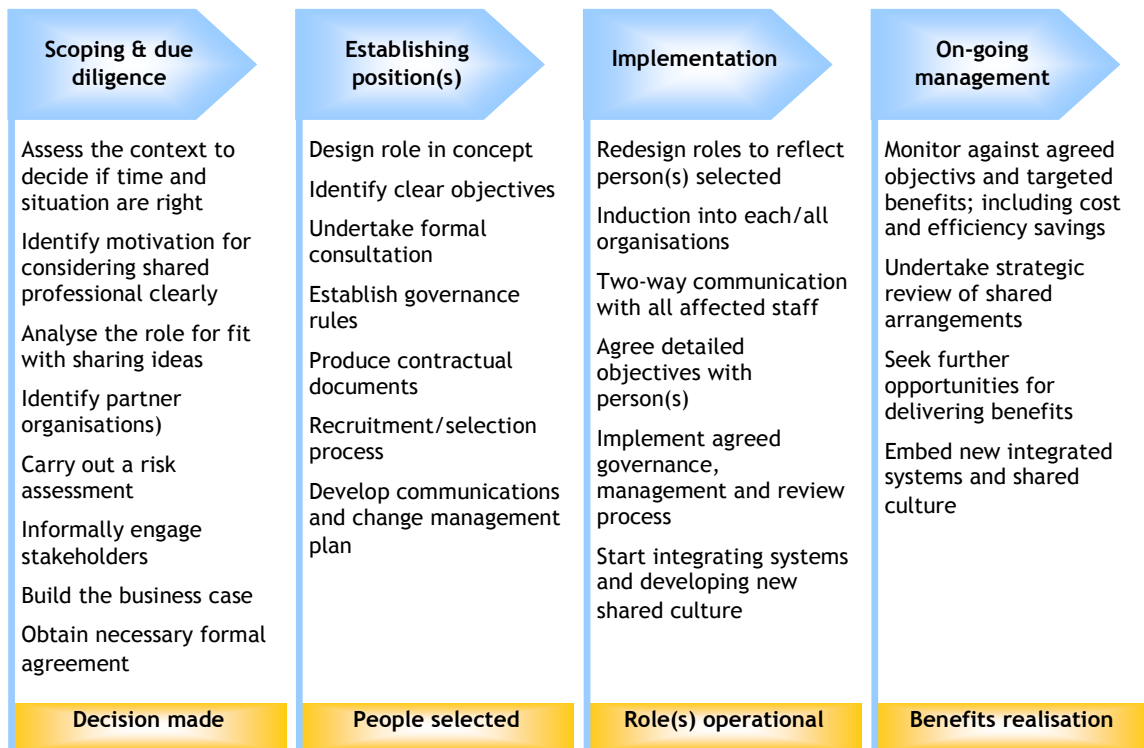 Scoping & due
diligence
Assess the context to
decide if time and
situation are right
Identify motivation for
considering shared
professional clearly
Analyse the role for fit
with sharing ideas
Identify partner
organisations)
Carry out a risk
assessment
Informally engage
stakeholders
Build the business case
Obtain necessary formal
agreement
Decision made
Establishing
position(s)
Design role in concept
Identify clear objectives
Undertake formal
consultation
Establish governance
rules
Produce contractual
documents
Recruitment/selection
process
Develop communications
and change management
plan
People selected
Implementation
Redesign roles to reflect
person(s) selected
Induction into each/all
organisations
Two-way communication
with all affected staff
Agree detailed
objectives with
person(s)
Implement agreed
governance,
management and review
process
Start integrating systems
and developing new
shared culture
Role(s) operational
On-going
management
Monitor against agreed
objectivs and targeted
benefits; including cost
and efficiency savings
Undertake strategic
review of shared
arrangements
Seek further
opportunities for
delivering benefits
Embed new integrated
systems and shared
culture
Benefits realisation